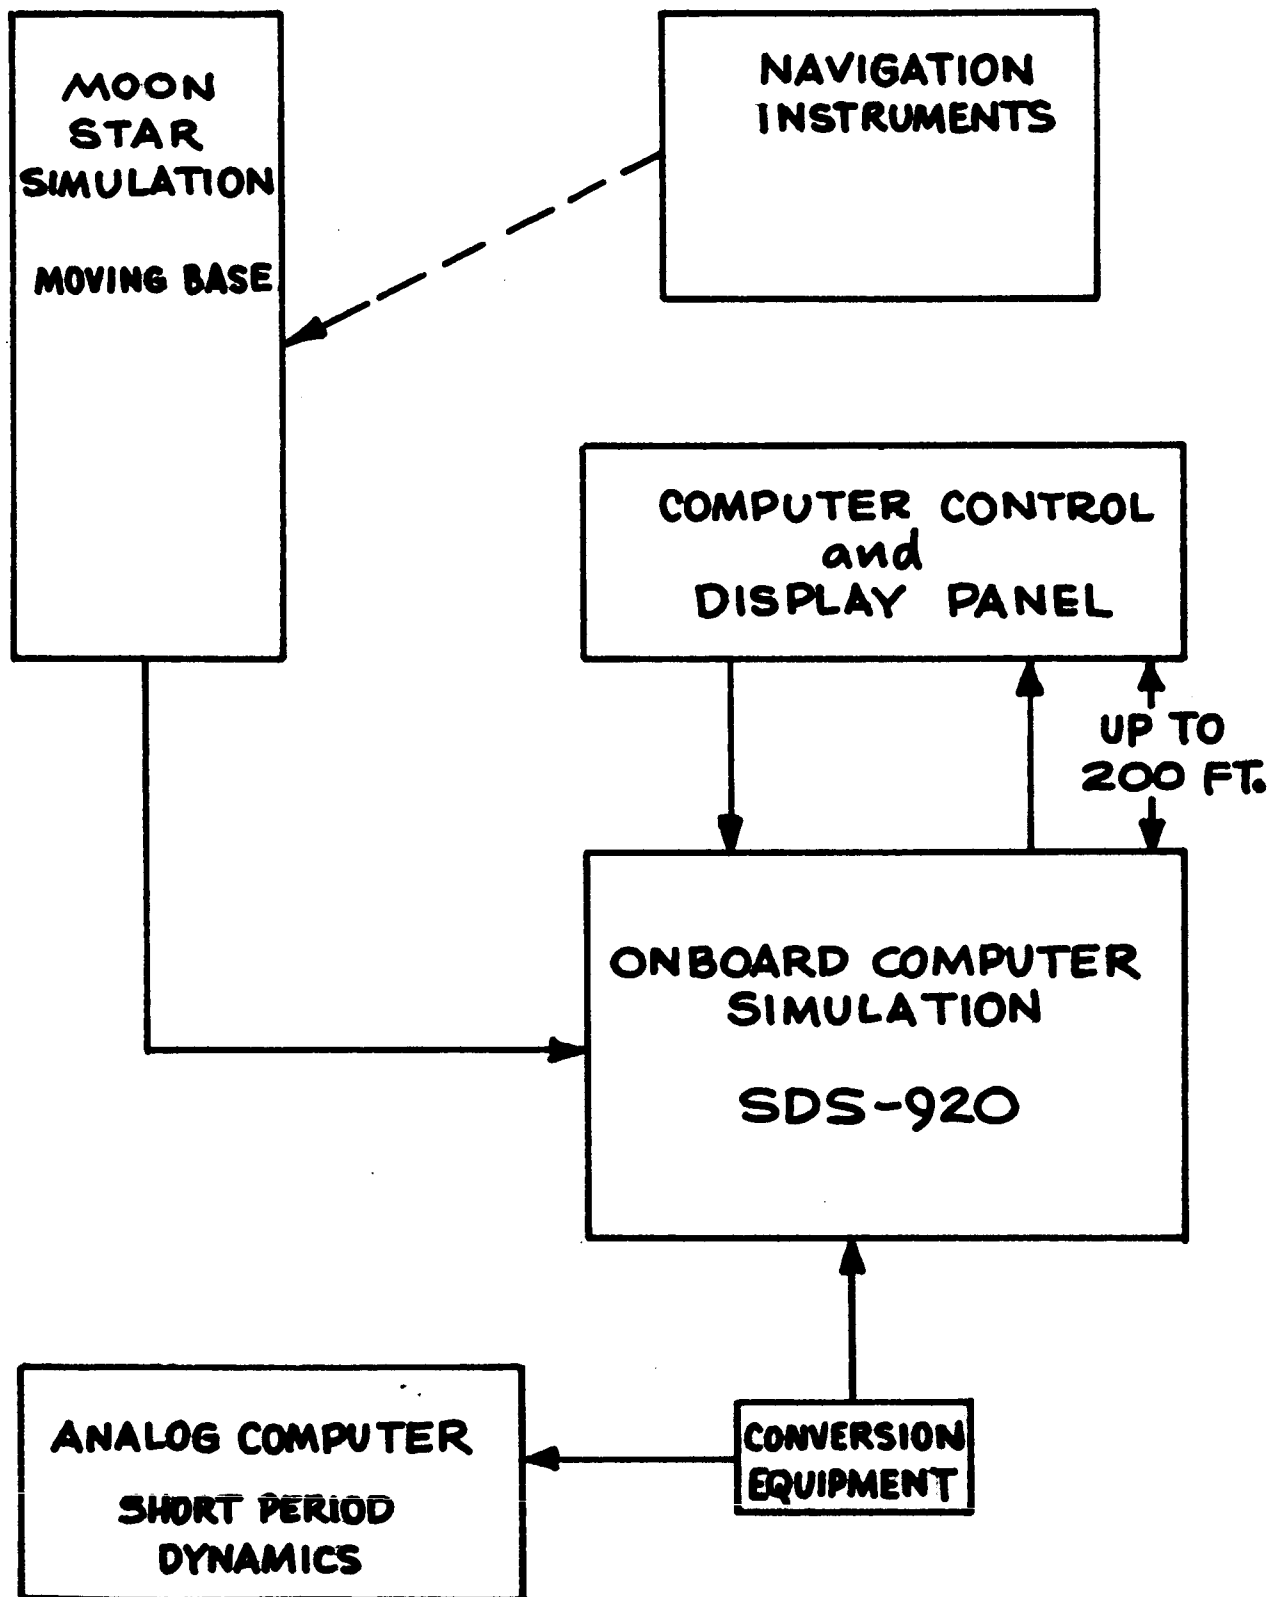 MOON
STAR
SIMULATION
MOVING BASE
NAVIGATION
INSTRUMENTS
COMPUTER CONTROL
and
DISPLAY PANEL
UP TO
200 FT.
ONBOARD COMPUTER
SIMULATION
SDS-920
ANALOG COMPUTER
SHORT PERIOD
DYNAMICS
CONVERSION
EQUIPMENT